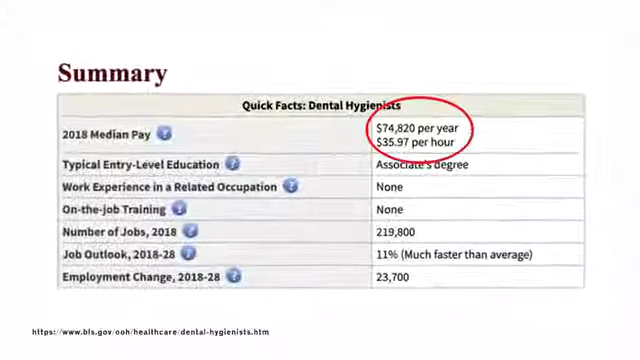 Summary
Quick Facts: Dental Hygienists
2018 Median Pay $74,820 per year
$35.97 per hour
Typical Entry-Level Education Associate's degree
Work Experience in a Related Occupation None
On-the-job Training None
Number of Jobs, 2018 219,800
Job Outlook, 2018-28 11% (Much faster than average)
Employment Change, 2018-28 23,700
https://www.bls.gov/ooh/healthcare/dental-hygienists.htm